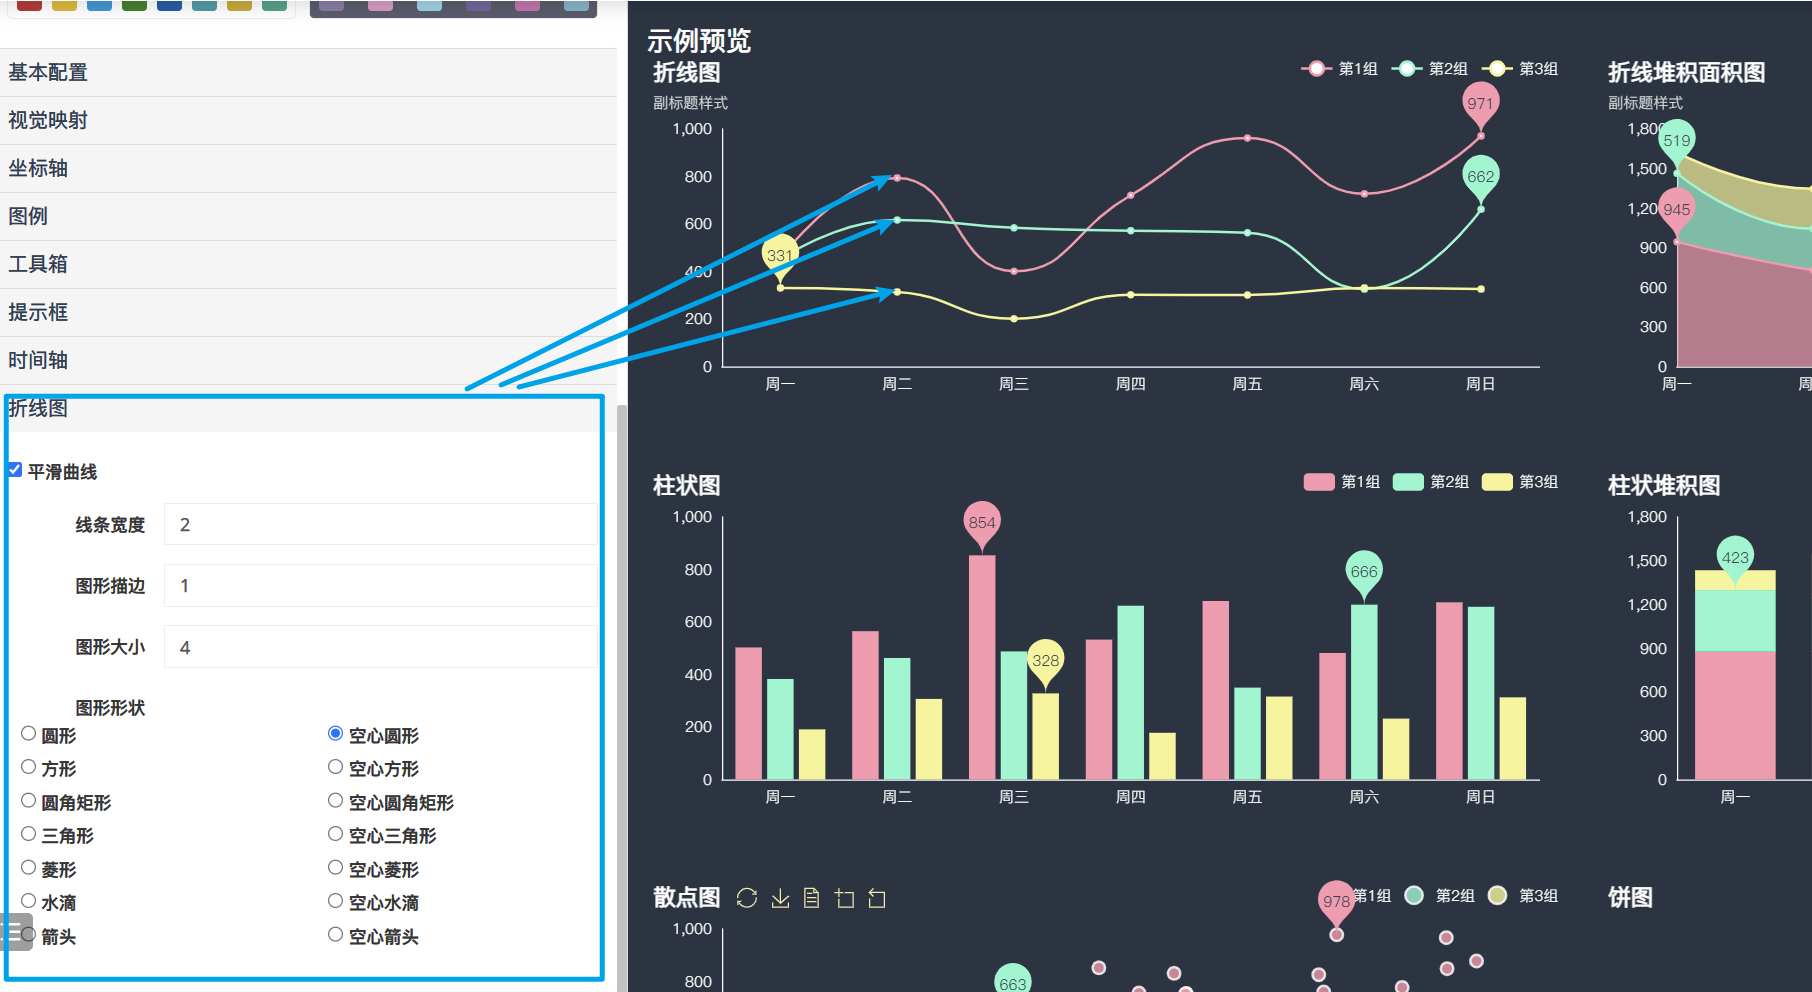 基本配置
视觉映射
坐标轴
图例
工具箱
提示框
时间轴
折线图
平滑曲线
线条宽度 2
图形描边 1
图形大小 4
图形形状
圆形 空心圆形
方形 空心方形
圆角矩形 空心圆角矩形
三角形 空心三角形
菱形 空心菱形
水滴 空心水滴
箭头 空心箭头
示例预览
折线图
副标题样式
第1组 第2组 第3组
971
662
331
1,000
800
600
400
200
0
周一 周二 周三 周四 周五 周六 周日
折线堆积面积图
副标题样式
519
945
1,800
1,500
1,200
900
600
300
0
周一 周
柱状图
第1组 第2组 第3组
854
666
328
1,000
800
600
400
200
0
周一 周二 周三 周四 周五 周六 周日
柱状堆积图
423
1,800
1,500
1,200
900
600
300
0
周一
散点图
978
第1组 第2组 第3组
1,000
800
663
饼图